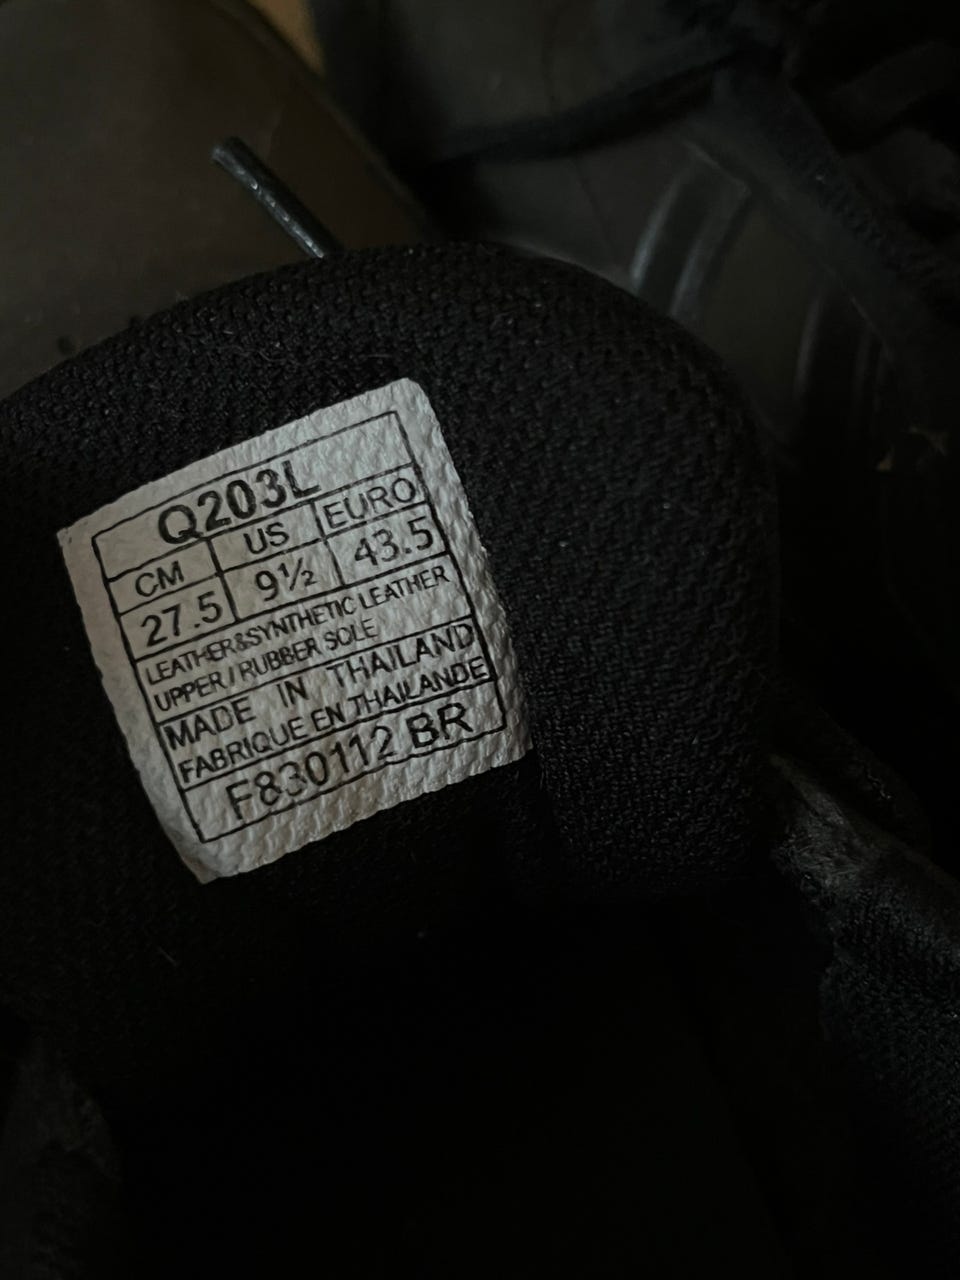 Q203L
CM US EURO
27.5 9½ 43.5
LEATHER&SYNTHETIC LEATHER
UPPER/RUBBER SOLE
MADE IN THAILAND
FABRIQUE EN THAILANDE
F830112 BR